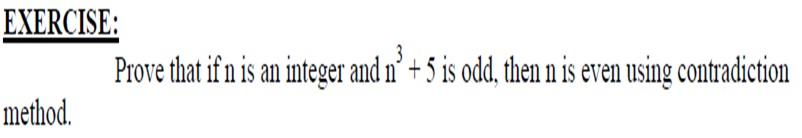 EXERCISE:
Prove that if n is an integer and n³ + 5 is odd, then n is even using contradiction
method.